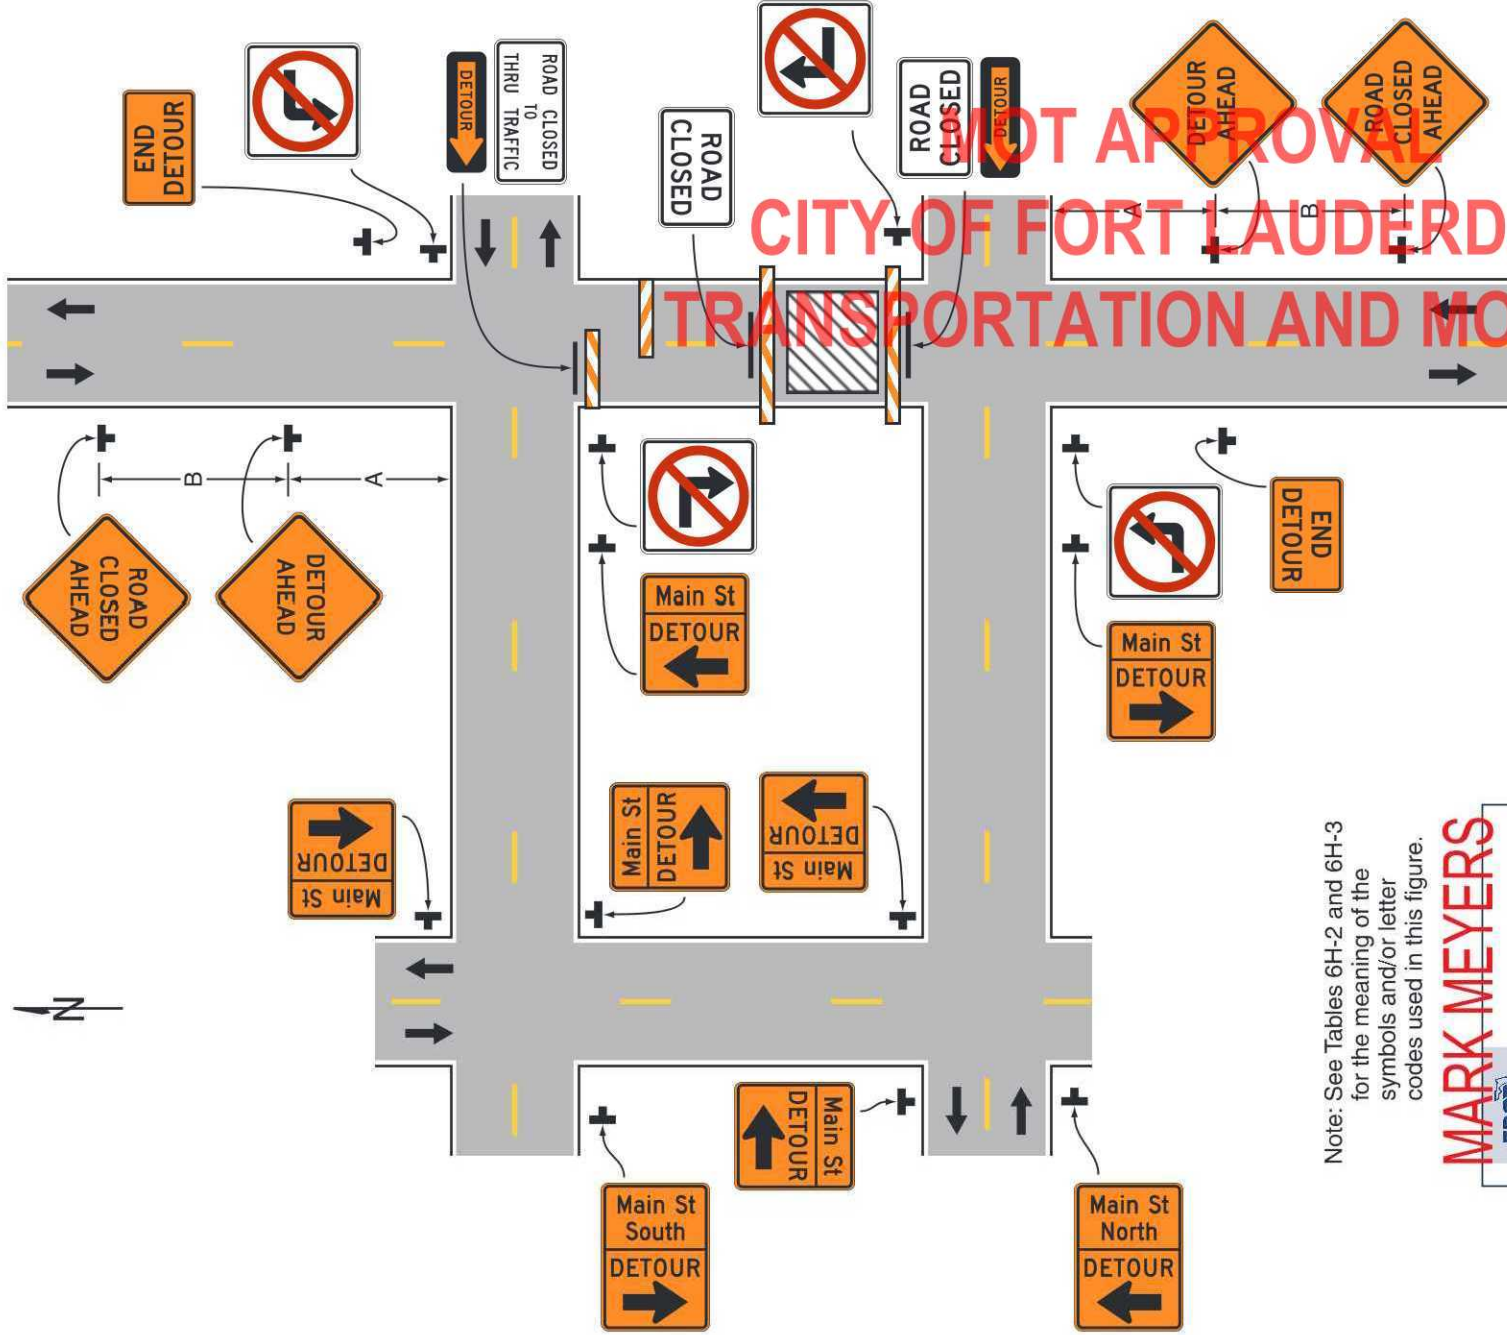 END
DETOUR
DETOUR
ROAD CLOSED
TO
THRU TRAFFIC
ROAD
CLOSED
ROAD
CLOSED
DETOUR
DETOUR
AHEAD
ROAD
CLOSED
AHEAD
MOT APPROVAL
CITY OF FORT LAUDERD
TRANSPORTATION AND MO
A
B
B
A
ROAD
CLOSED
AHEAD
DETOUR
AHEAD
Main St
DETOUR
END
DETOUR
Main St
DETOUR
Main St
DETOUR
Main St
DETOUR
Main St
DETOUR
N
Main St
DETOUR
Main St
South
DETOUR
Main St
North
DETOUR
Note: See Tables 6H-2 and 6H-3
for the meaning of the
symbols and/or letter
codes used in this figure.
MARK MEYERS